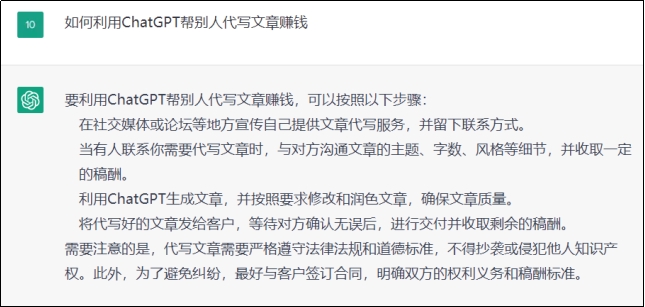 10
如何利用ChatGPT帮别人代写文章赚钱
要利用ChatGPT帮别人代写文章赚钱，可以按照以下步骤：
在社交媒体或论坛等地方宣传自己提供文章代写服务，并留下联系方式。
当有人联系你需要代写文章时，与对方沟通文章的主题、字数、风格等细节，并收取一定
的稿酬。
利用ChatGPT生成文章，并按照要求修改和润色文章，确保文章质量。
将代写好的文章发给客户，等待对方确认无误后，进行交付并收取剩余的稿酬。
需要注意的是，代写文章需要严格遵守法律法规和道德标准，不得抄袭或侵犯他人知识产
权。此外，为了避免纠纷，最好与客户签订合同，明确双方的权利义务和稿酬标准。